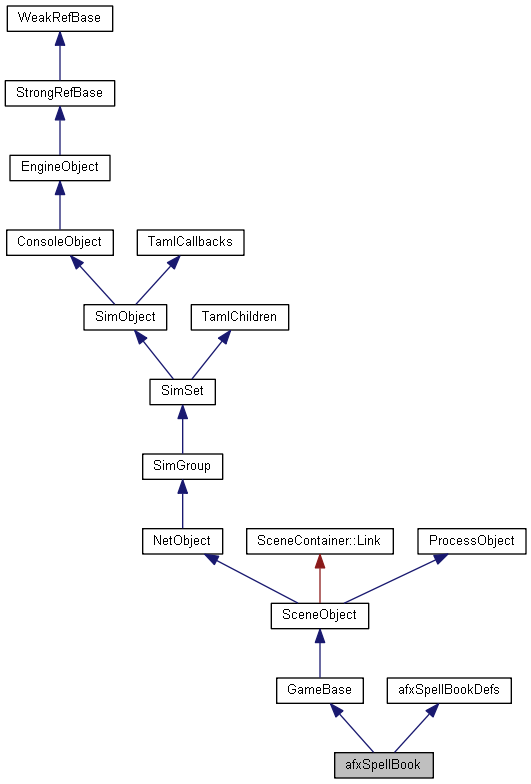 WeakRefBase
StrongRefBase
EngineObject
ConsoleObject TamlCallbacks
SimObject TamlChildren
SimSet
SimGroup
NetObject SceneContainer::Link ProcessObject
SceneObject
GameBase afxSpellBookDefs
afxSpellBook